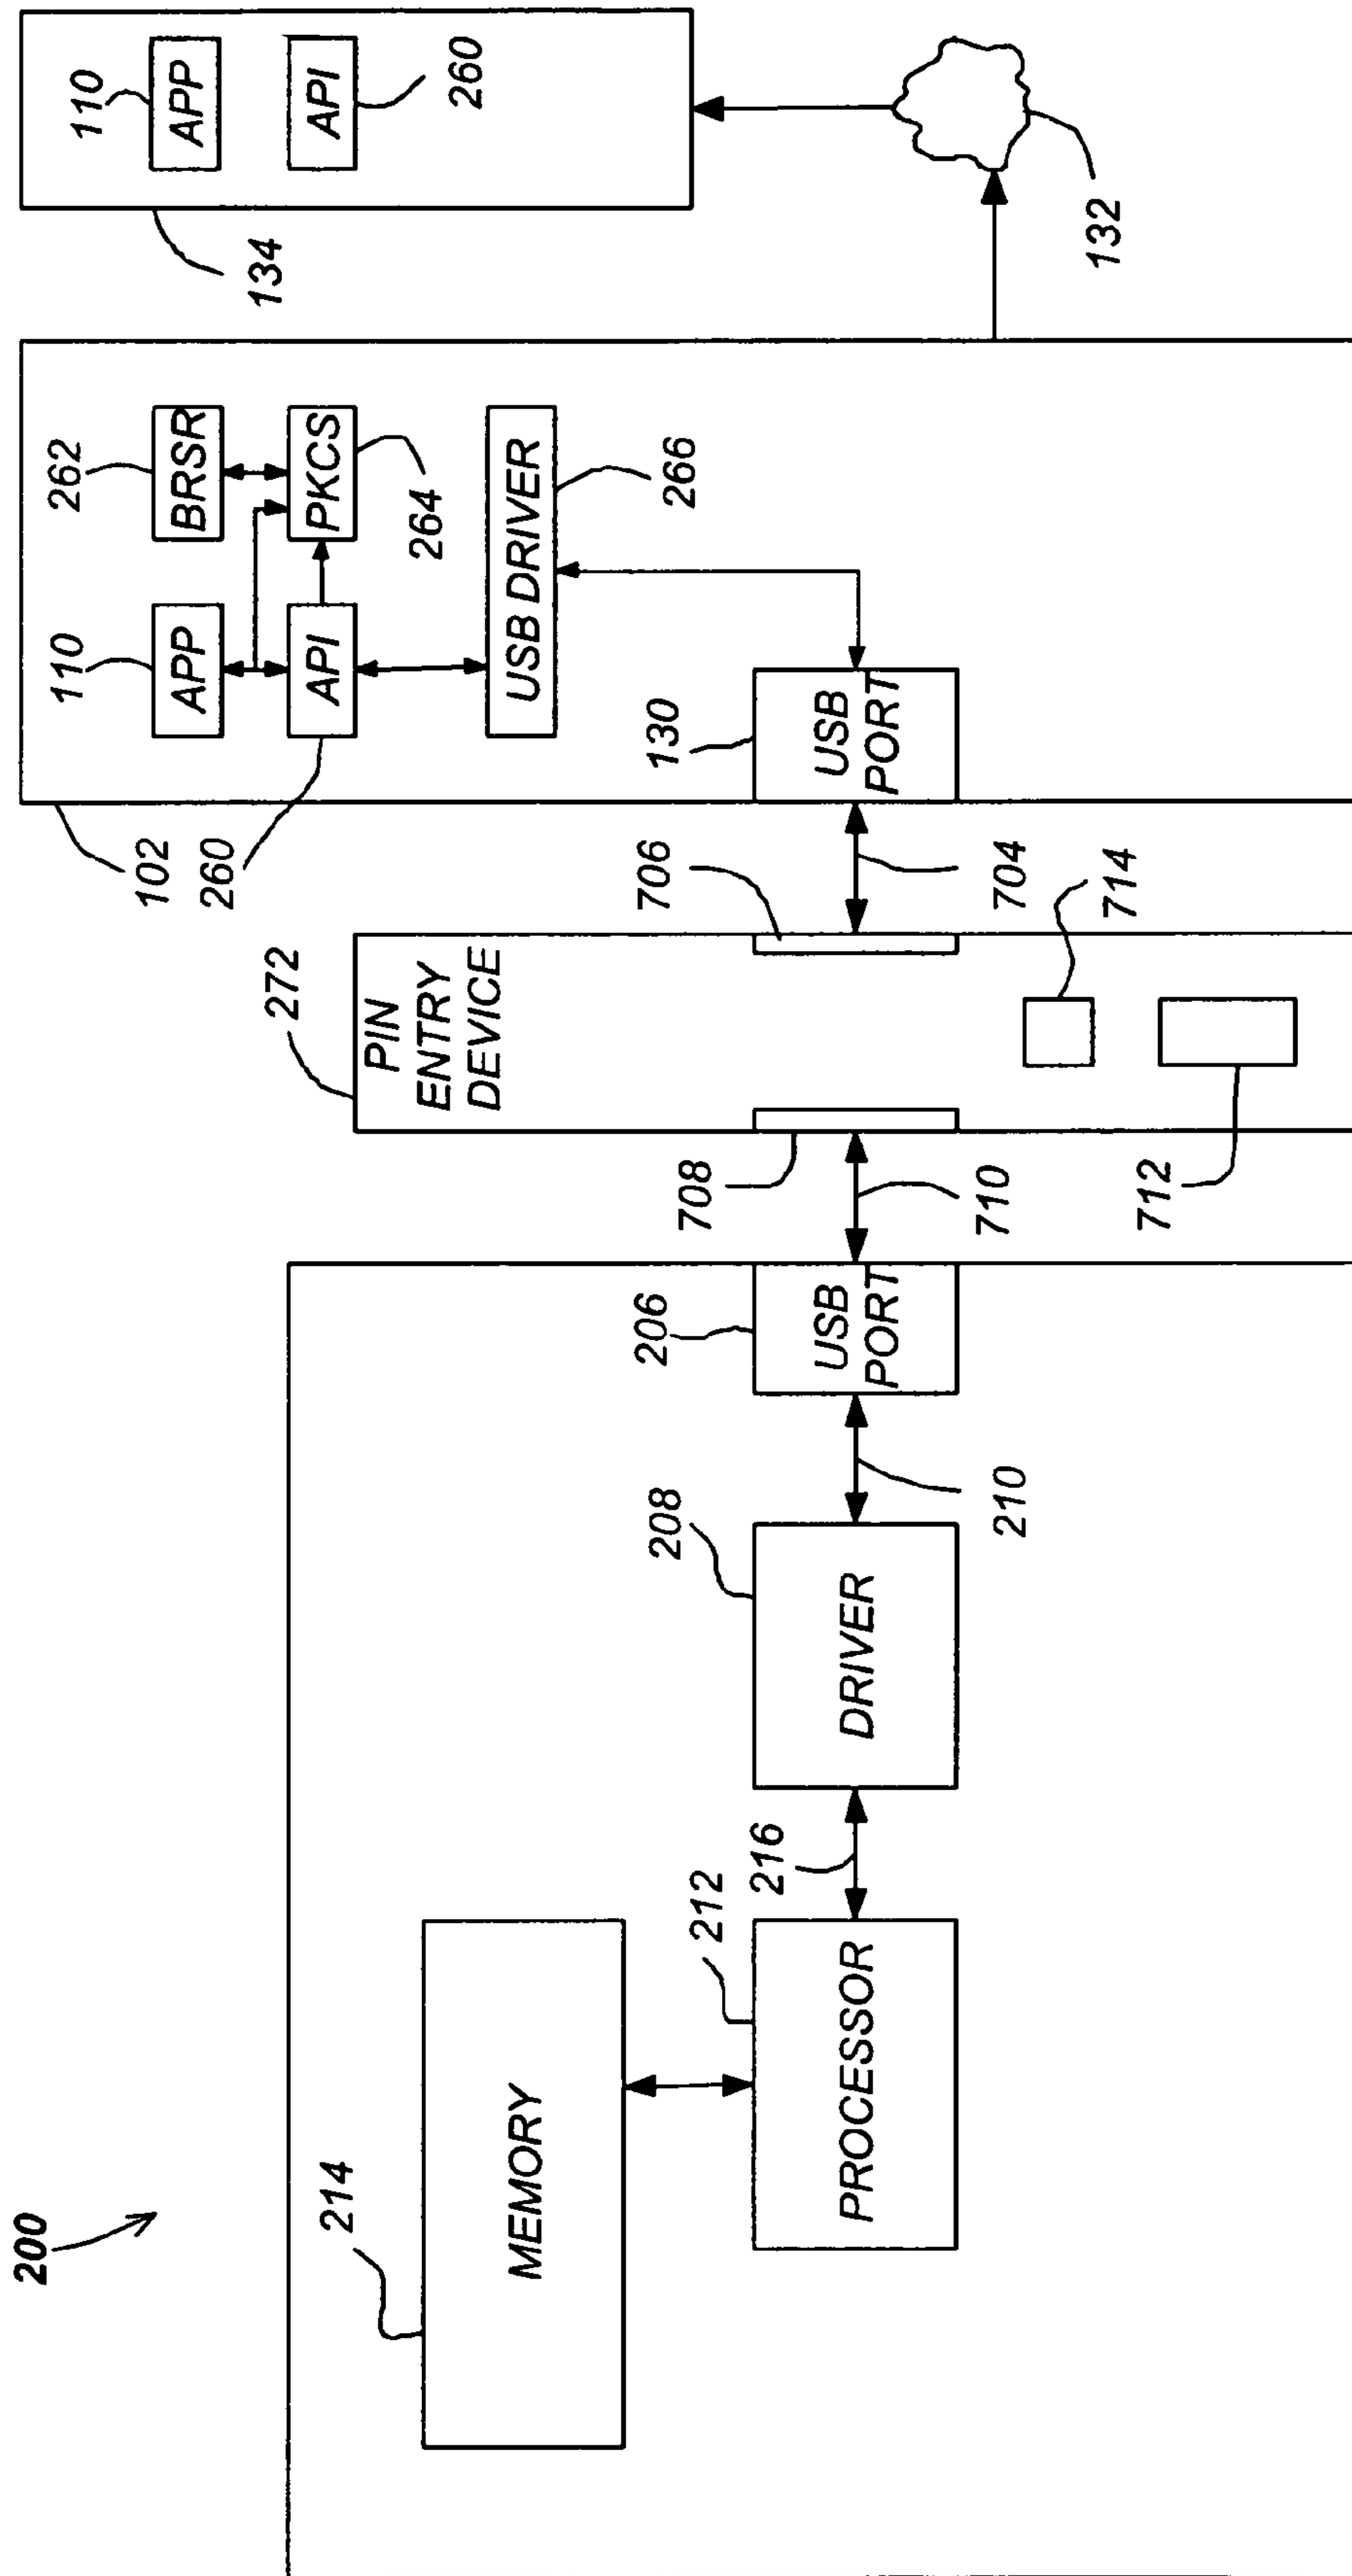 200
214
MEMORY
212
PROCESSOR
216
208
DRIVER
210
206
USB
PORT
708
710
272
PIN
ENTRY
DEVICE
712
714
706
704
102
260
130
USB
PORT
110
APP
API
262
BRSR
PKCS
264
USB DRIVER
266
134
110
APP
API
260
132